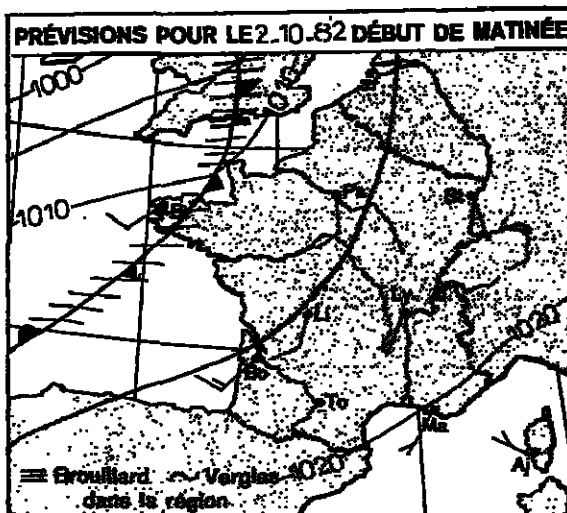 PRÉVISIONS POUR LE 2-10-82 DÉBUT DE MATINÉE
1000
1010
Pa
Li
Bo
To
Ma
Aj
1020
1020
Brouillard Verglas
dans la région